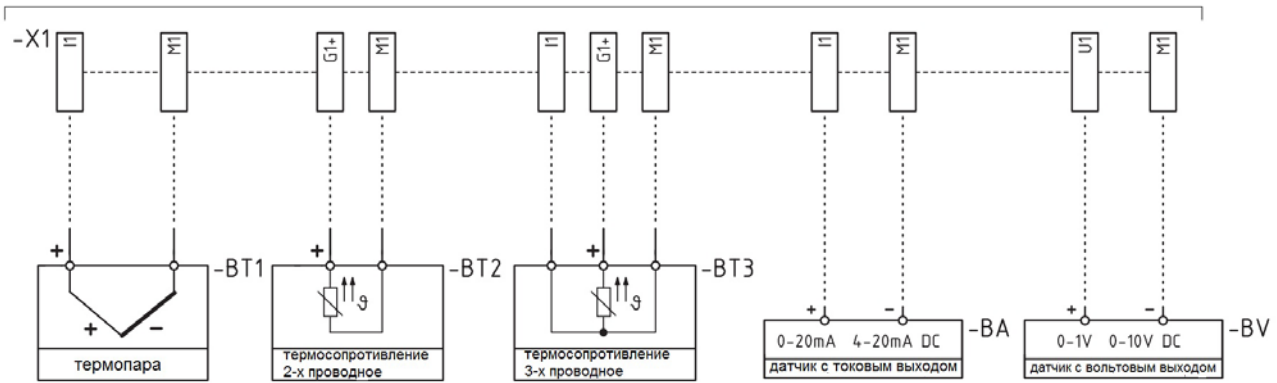 -X1 I1 M1 G1+ M1 I1 G1+ M1 I1 M1 U1 M1
+ -BT1 + -BT2 + -BT3
+ - -BA + - -BV
+ - ϑ ϑ
0-20mA 4-20mA DC 0-1V 0-10V DC
термопара
термосопротивление
2-х проводное
термосопротивление
3-х проводное
датчик с токовым выходом
датчик с вольтовым выходом